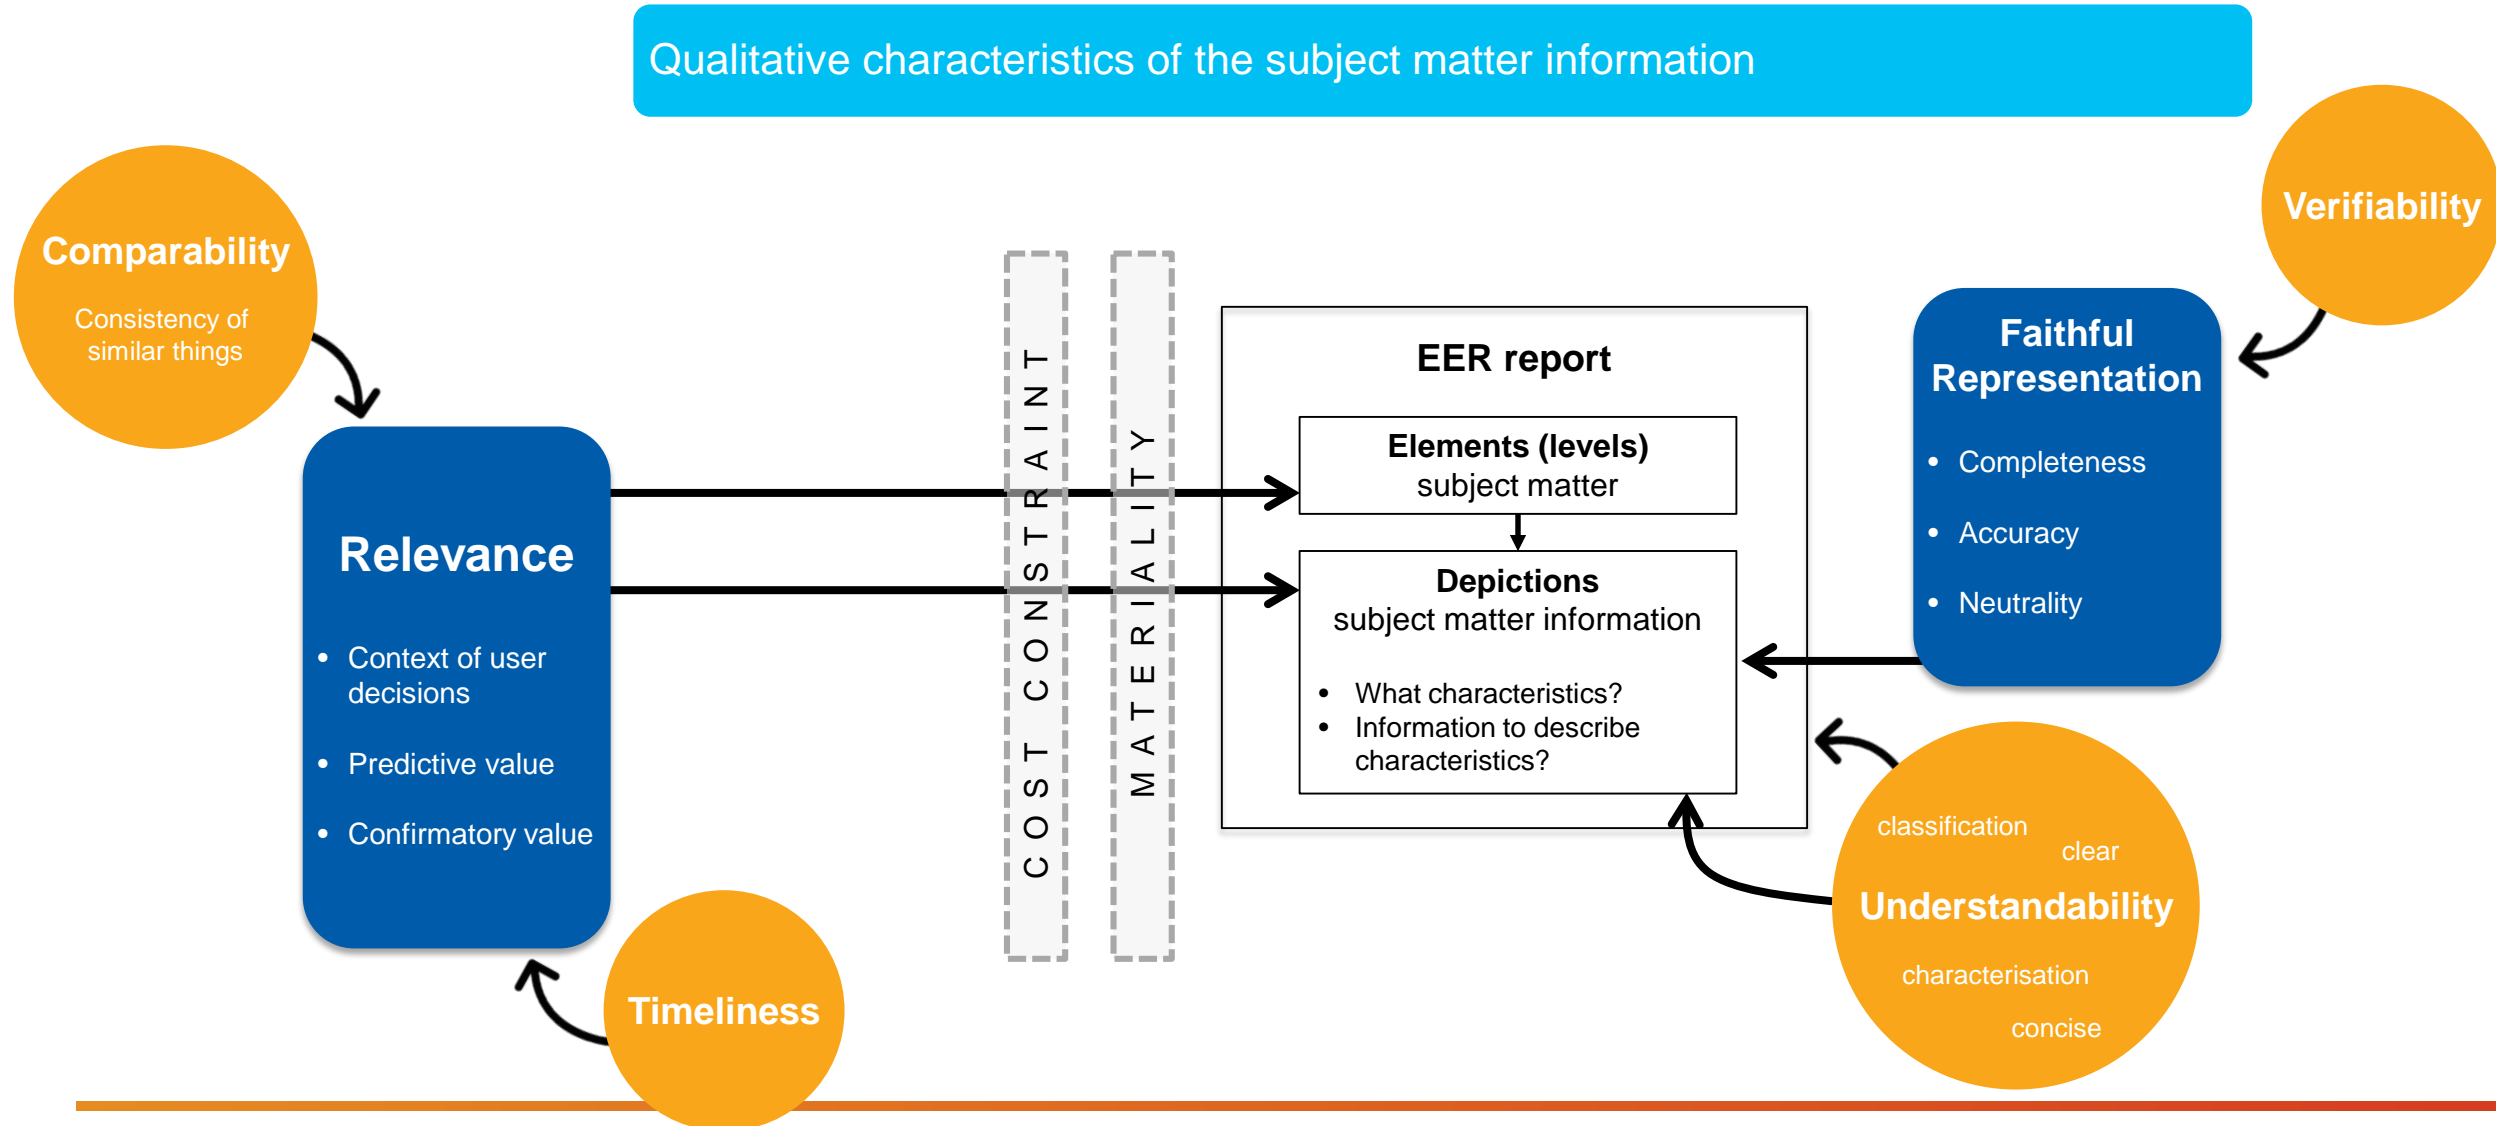 Qualitative characteristics of the subject matter information
Comparability
Consistency of
similar things
Relevance
• Context of user
decisions
• Predictive value
• Confirmatory value
Timeliness
COST CONSTRAINT
MATERIALITY
EER report
Elements (levels)
subject matter
Depictions
subject matter information
• What characteristics?
• Information to describe
characteristics?
Verifiability
Faithful
Representation
• Completeness
• Accuracy
• Neutrality
classification
clear
Understandability
characterisation
concise